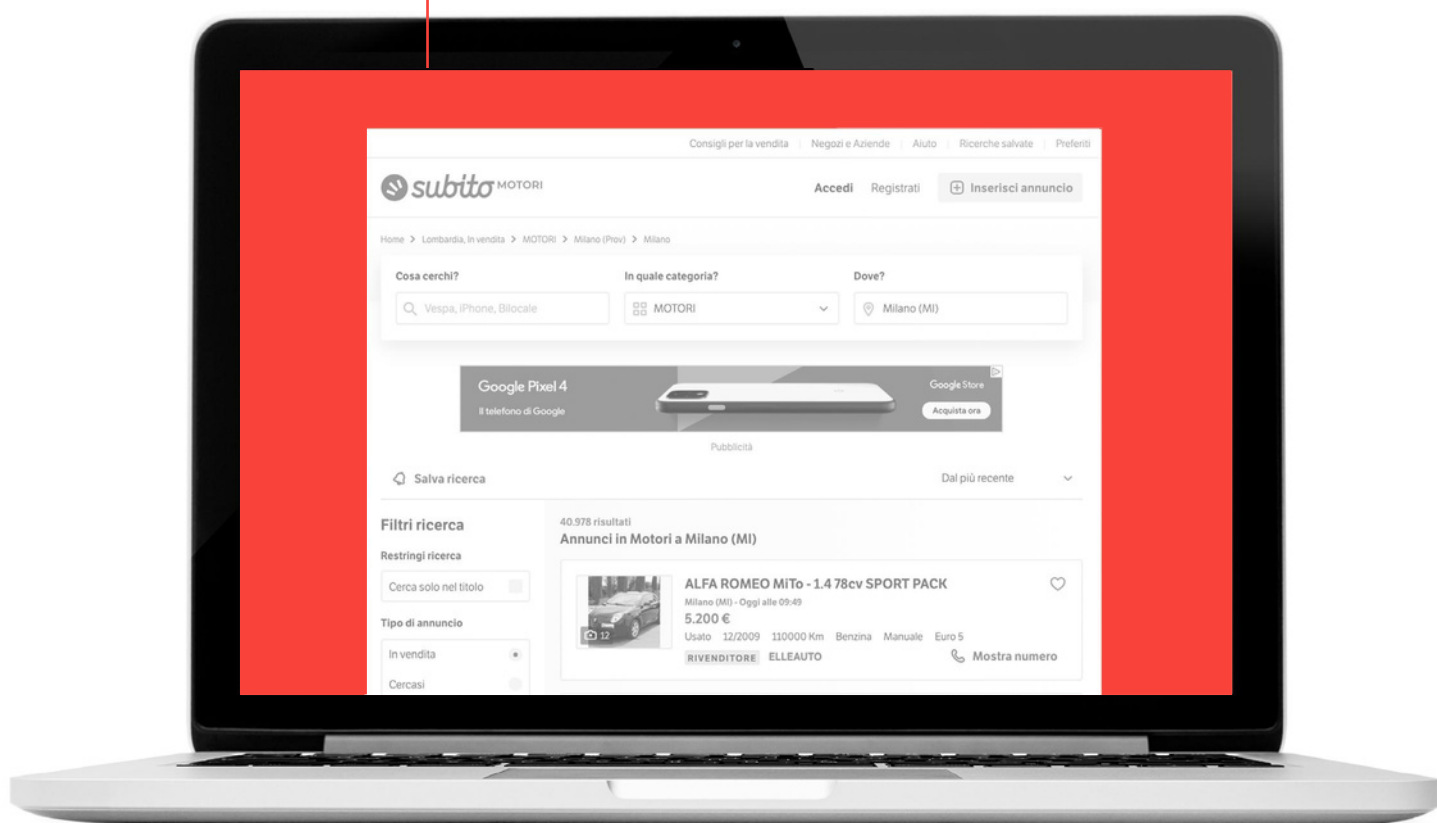 Consigli per la vendita Negozi e Aziende Aiuto Ricerche salvate Preferiti
subito MOTORI
Accedi Registrati Inserisci annuncio
Home > Lombardia, In vendita > MOTORI > Milano (Prov) > Milano
Cosa cerchi? In quale categoria? Dove?
Vespa, iPhone, Bilocale MOTORI Milano (MI)
Google Pixel 4
Il telefono di Google
Google Store
Acquista ora
Pubblicità
Salva ricerca Dal più recente
Filtri ricerca
Restringi ricerca
Cerca solo nel titolo
Tipo di annuncio
In vendita
Cercasi
40.978 risultati
Annunci in Motori a Milano (MI)
12
ALFA ROMEO MiTo - 1.4 78cv SPORT PACK
Milano (MI) - Oggi alle 09:49
5.200 €
Usato 12/2009 110000 Km Benzina Manuale Euro 5
RIVENDITORE ELLEAUTO Mostra numero